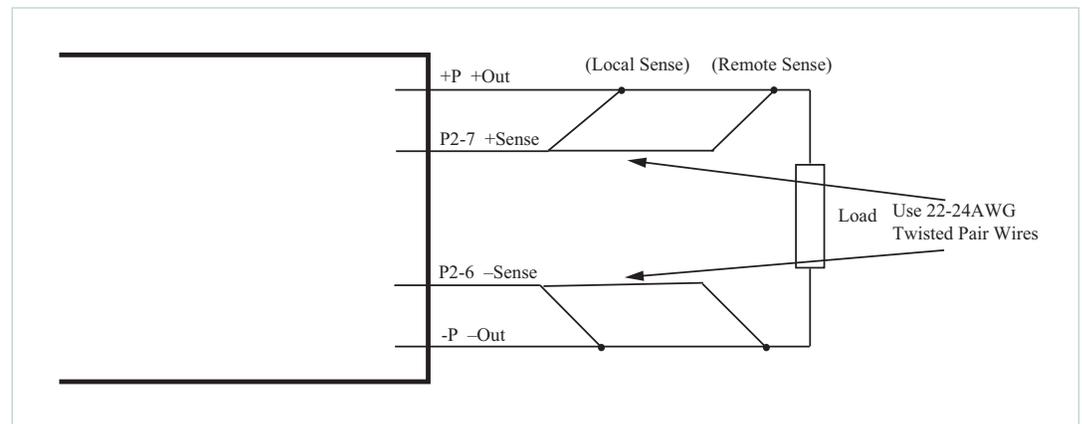 (Local Sense) (Remote Sense)
+P +Out
P2-7 +Sense
Load
Use 22-24AWG
Twisted Pair Wires
P2-6 –Sense
-P –Out